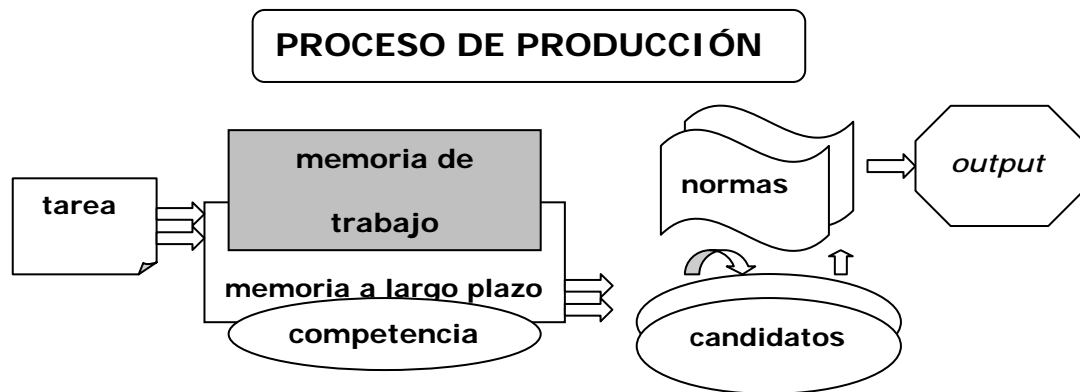 PROCESO DE PRODUCCIÓN
tarea
memoria de
trabajo
memoria a largo plazo
competencia
normas
candidatos
output